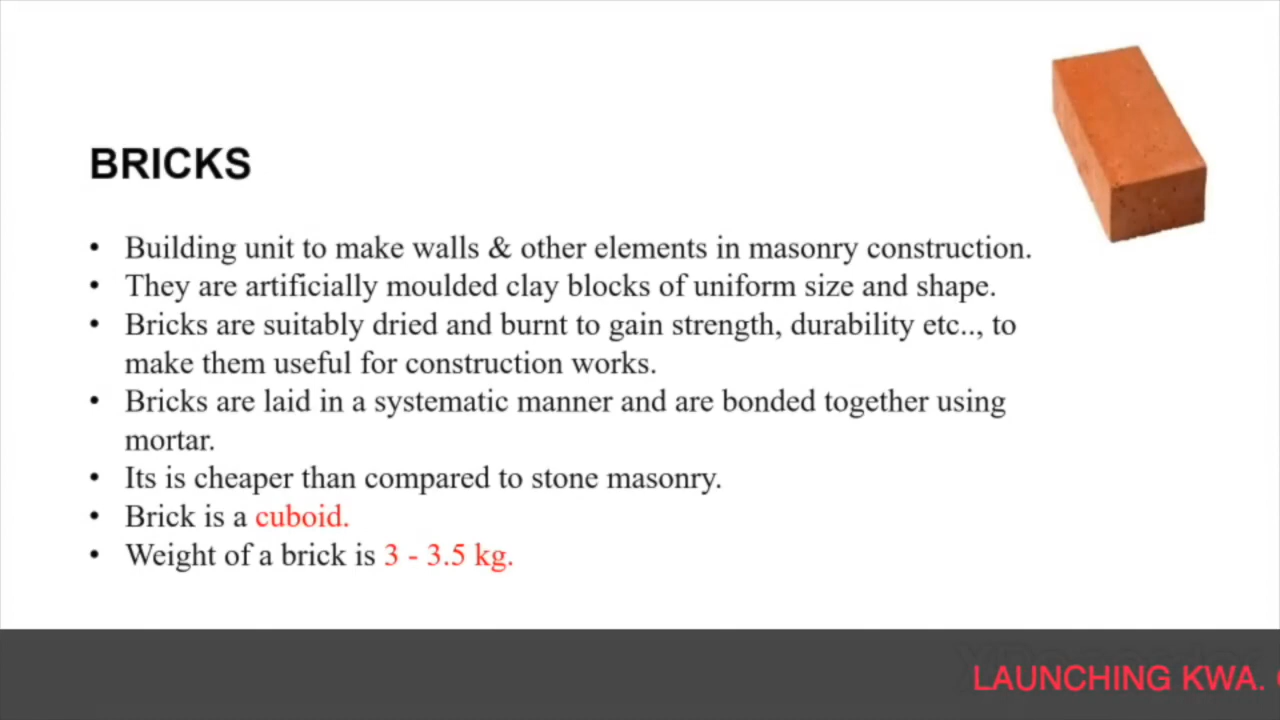 BRICKS
• Building unit to make walls & other elements in masonry construction.
• They are artificially moulded clay blocks of uniform size and shape.
• Bricks are suitably dried and burnt to gain strength, durability etc.., to
make them useful for construction works.
• Bricks are laid in a systematic manner and are bonded together using
mortar.
• Its is cheaper than compared to stone masonry.
• Brick is a cuboid.
• Weight of a brick is 3 - 3.5 kg.
LAUNCHING KWA.